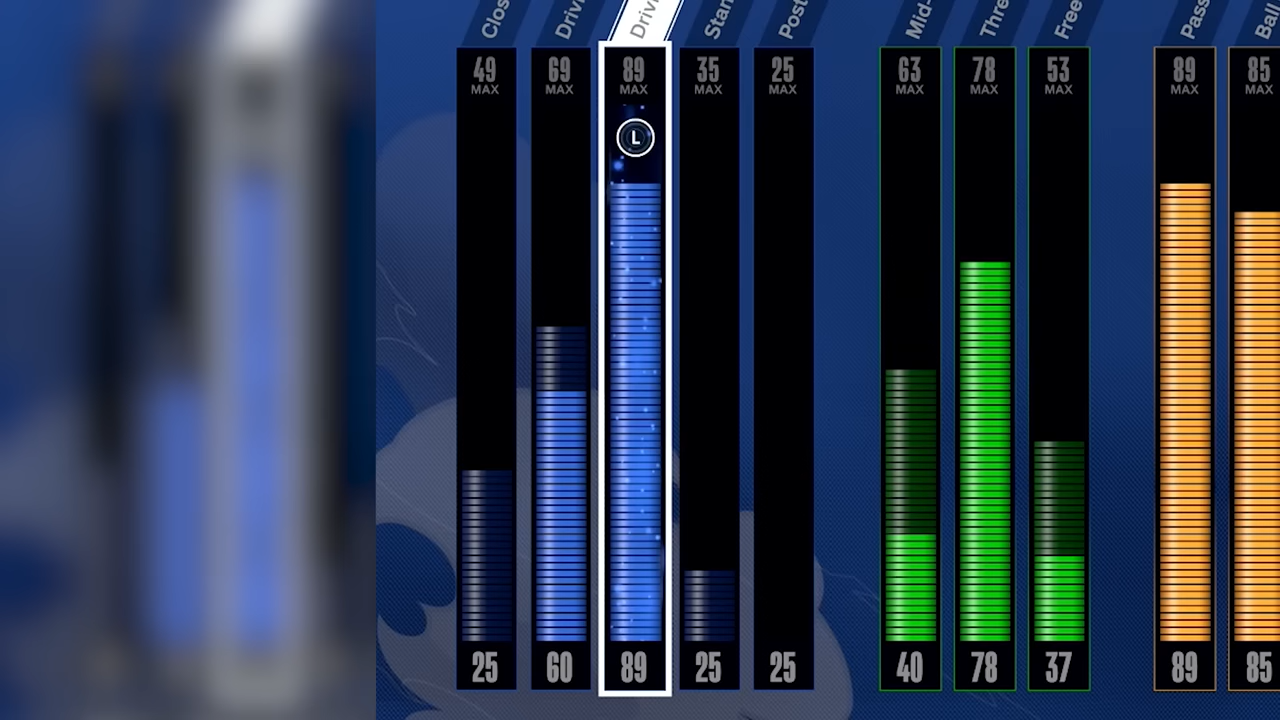 Clos
Drivi
Drivi
Stan
Post
Mid-
Thre
Free
Pass
Ball
49 MAX
69 MAX
89 MAX
35 MAX
25 MAX
63 MAX
78 MAX
53 MAX
89 MAX
85 MAX
L
25
60
89
25
25
40
78
37
89
85